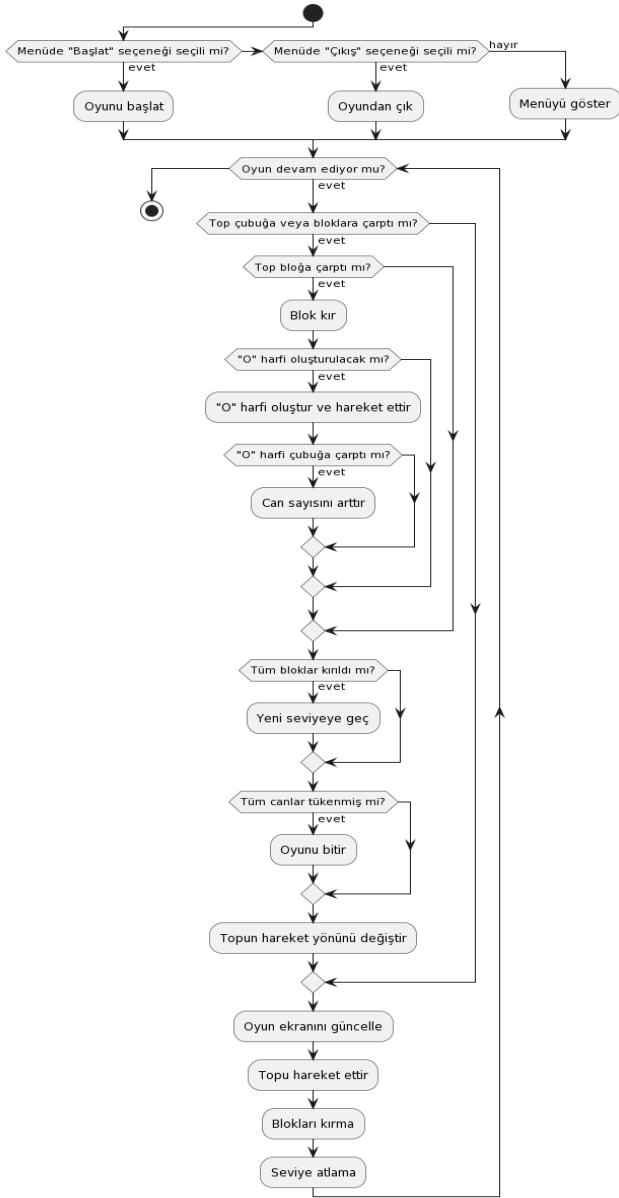 Menüde "Başlat" seçeneği seçili mi?
Menüde "Çıkış" seçeneği seçili mi?
hayır
evet
evet
Oyunu başlat
Oyundan çık
Menüyü göster
Oyun devam ediyor mu?
evet
Top çubuğa veya bloklara çarptı mı?
evet
Top bloğa çarptı mı?
evet
Blok kır
"O" harfi oluşturulacak mı?
evet
"O" harfi oluştur ve hareket ettir
"O" harfi çubuğa çarptı mı?
evet
Can sayısını arttır
Tüm bloklar kırıldı mı?
evet
Yeni seviyeye geç
Tüm canlar tükenmiş mi?
evet
Oyunu bitir
Topun hareket yönünü değiştir
Oyun ekranını güncelle
Topu hareket ettir
Blokları kırma
Seviye atlama